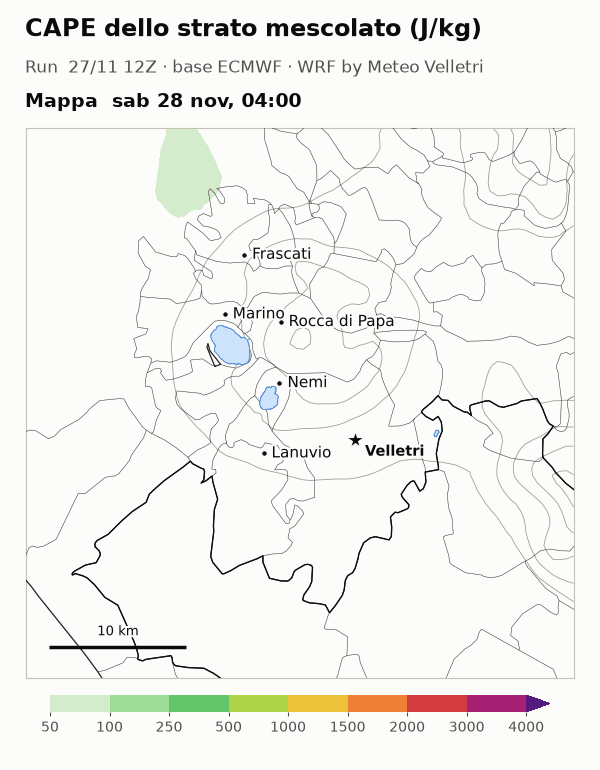 CAPE dello strato mescolato (J/kg)
Run  27/11 12Z · base ECMWF · WRF by Meteo Velletri
Mappa  sab 28 nov, 04:00
Frascati
Marino
Rocca di Papa
Nemi
Velletri
Lanuvio
10 km
50 100 250 500 1000 1500 2000 3000 4000